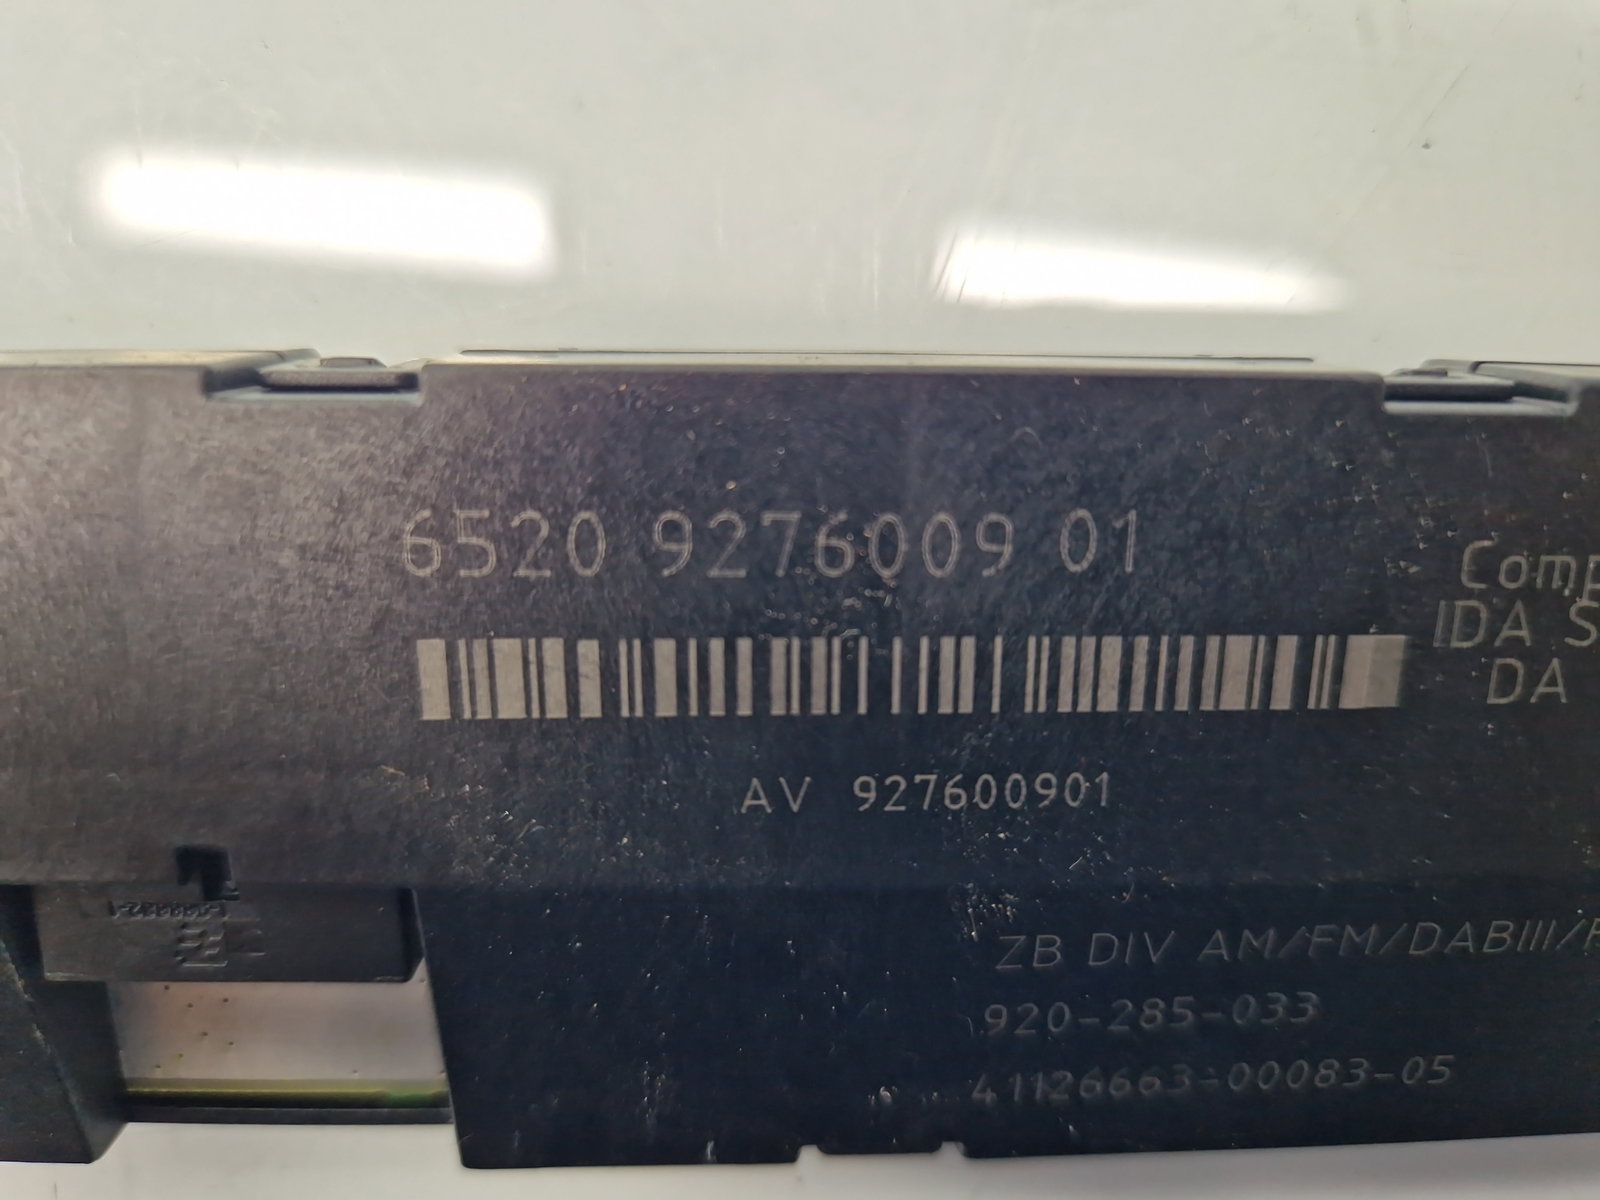 6520 9276009 01
Comp
IDA S
DA
AV 927600901
ZB DIV AM/FM/DABIII/F
920-285-033
41126663-00083-05